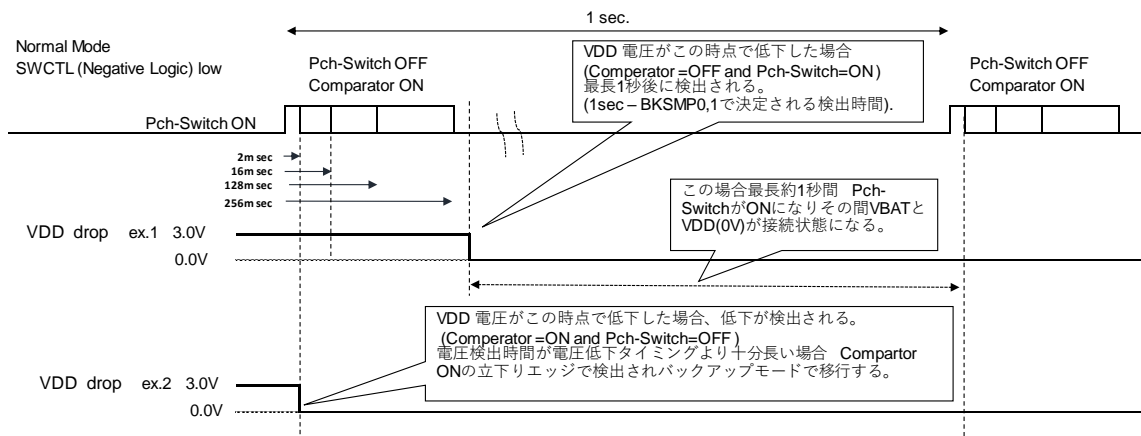 1 sec.
Normal Mode
SWCTL (Negative Logic) low
Pch-Switch OFF
Comparator ON
VDD 電圧がこの時点で低下した場合
(Comperator =OFF and Pch-Switch=ON)
最長1秒後に検出される。
(1sec – BKSMP0,1で決定される検出時間).
Pch-Switch OFF
Comparator ON
Pch-Switch ON
2m sec
16m sec
128m sec
256m sec
この場合最長約1秒間 Pch-
SwitchがONになりその間VBATと
VDD(0V)が接続状態になる。
VDD drop ex.1 3.0V
0.0V
VDD 電圧がこの時点で低下した場合、低下が検出される。
(Comperator =ON and Pch-Switch=OFF )
電圧検出時間が電圧低下タイミングより十分長い場合 Compartor
ONの立下りエッジで検出されバックアップモードで移行する。
VDD drop ex.2 3.0V
0.0V